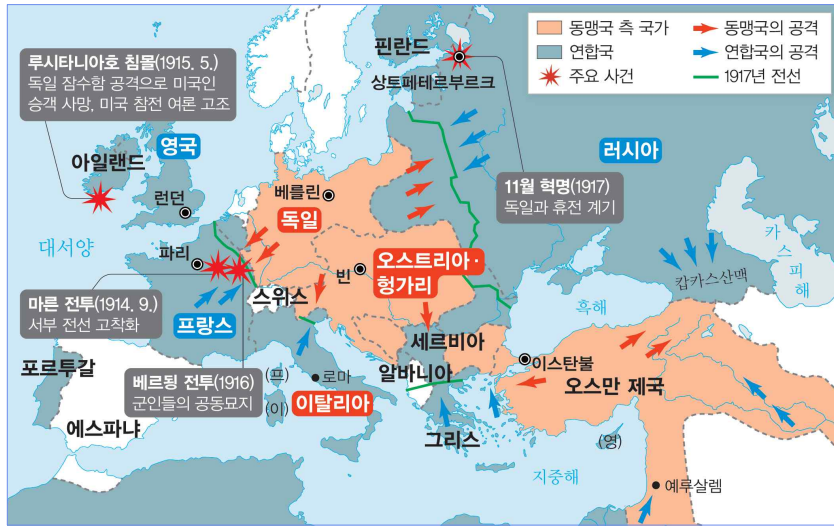 동맹국 측 국가
연합국
주요 사건
동맹국의 공격
연합국의 공격
1917년 전선
루시타니아호 침몰(1915. 5.)
독일 잠수함 공격으로 미국인
승객 사망, 미국 참전 여론 고조
핀란드
상트페테르부르크
아일랜드
영국
런던
러시아
11월 혁명(1917)
독일과 휴전 계기
베를린
독일
대서양
파리
빈
오스트리아·
헝가리
카스피해
캅카스산맥
마른 전투(1914. 9.)
서부 전선 고착화
스위스
프랑스
흑해
세르비아
포르투갈
베르됭 전투(1916)
군인들의 공동묘지
(프)
로마
알바니아
이스탄불
오스만 제국
에스파냐
(이)
이탈리아
그리스
(영)
지중해
예루살렘